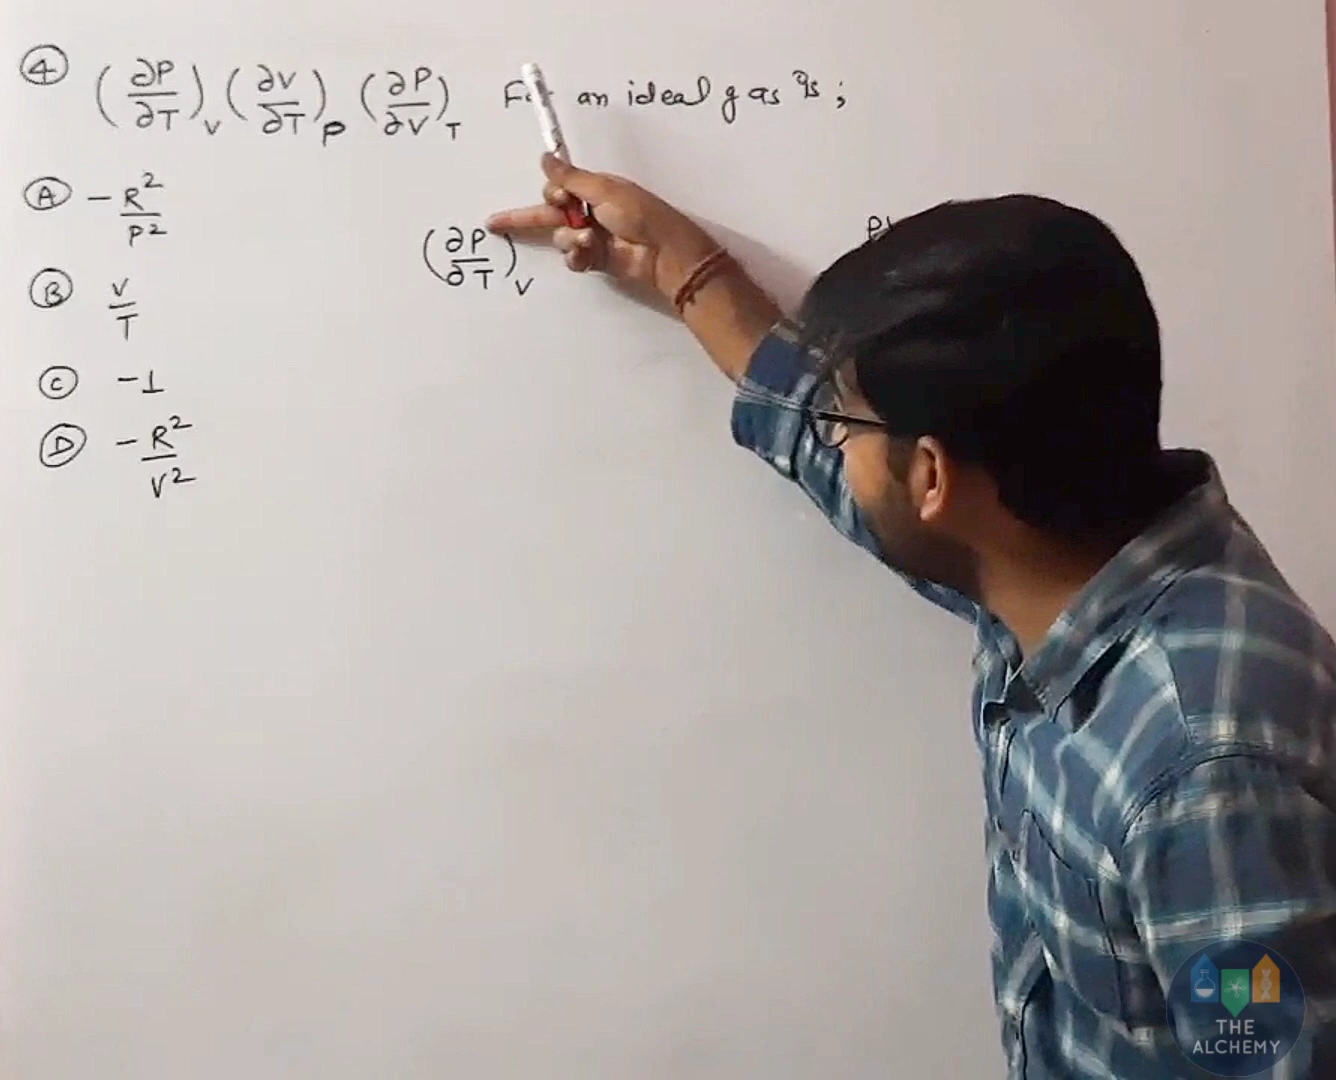 ④ (∂P/∂T)_V (∂V/∂T)_P (∂P/∂V)_T an ideal gas is ;
Ⓐ -R²/P²
(∂P/∂T)_V
Ⓑ V/T
Ⓒ -1
Ⓓ -R²/V²
THE
ALCHEMY